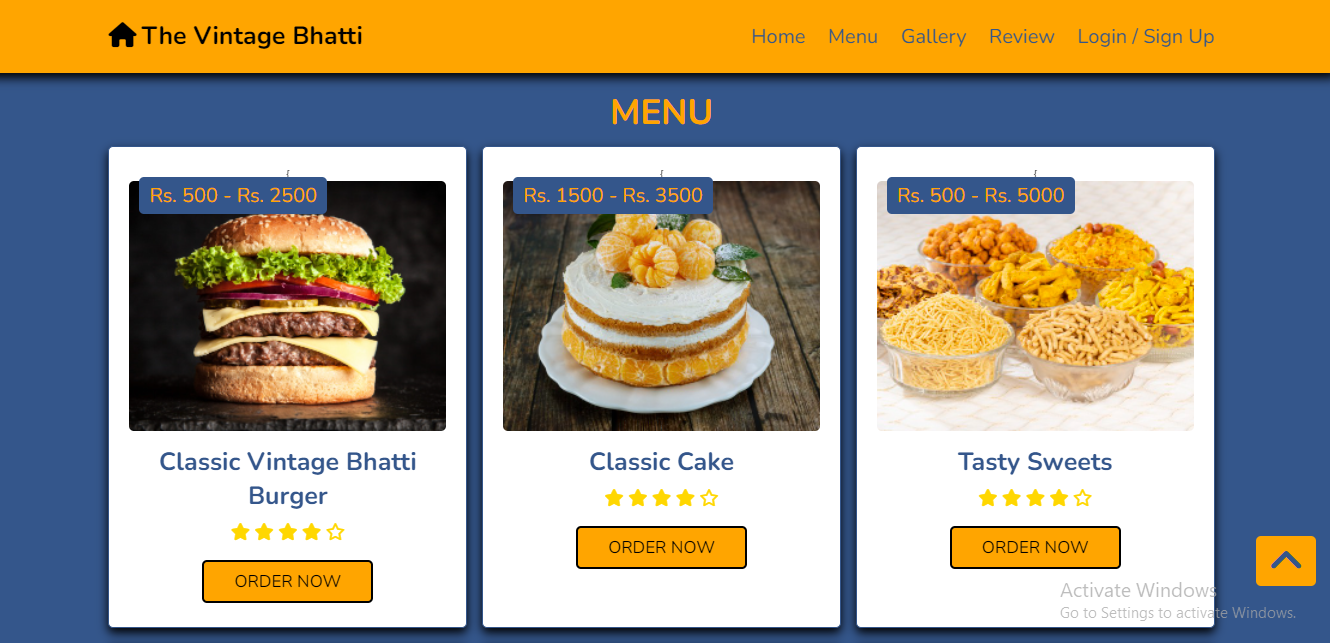 The Vintage Bhatti
Home Menu Gallery Review Login / Sign Up
MENU
{
Rs. 500 - Rs. 2500
Classic Vintage Bhatti
Burger
ORDER NOW
{
Rs. 1500 - Rs. 3500
Classic Cake
ORDER NOW
{
Rs. 500 - Rs. 5000
Tasty Sweets
ORDER NOW
Activate Windows
Go to Settings to activate Windows.